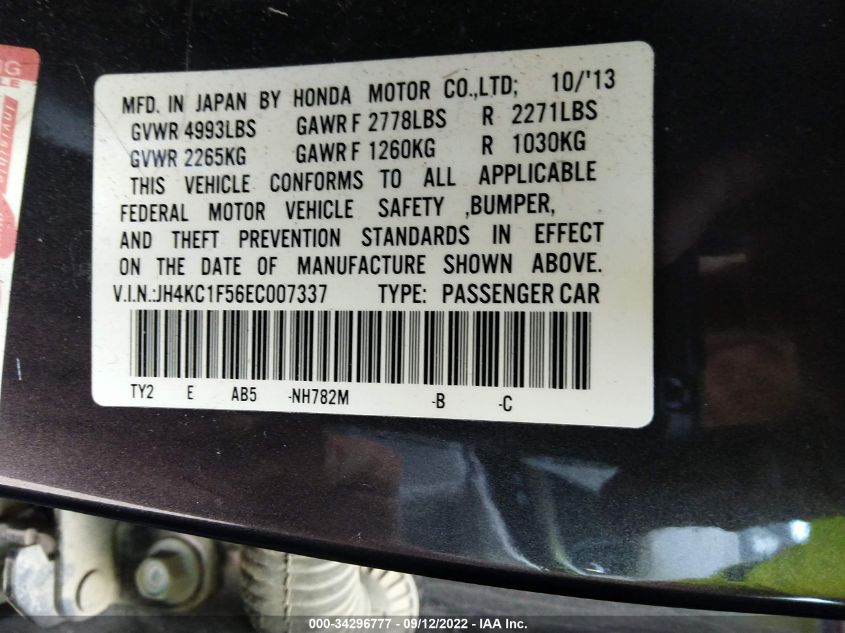 NG
LE
MFD. IN JAPAN BY HONDA MOTOR CO.,LTD; 10/'13
GVWR 4993LBS GAWR F 2778LBS R 2271LBS
GVWR 2265KG GAWR F 1260KG R 1030KG
THIS VEHICLE CONFORMS TO ALL APPLICABLE
FEDERAL MOTOR VEHICLE SAFETY ,BUMPER,
AND THEFT PREVENTION STANDARDS IN EFFECT
ON THE DATE OF MANUFACTURE SHOWN ABOVE.
V.I.N.:JH4KC1F56EC007337 TYPE: PASSENGER CAR
TY2 E AB5 -NH782M -B -C
000-34296777 - 09/12/2022 - IAA Inc.